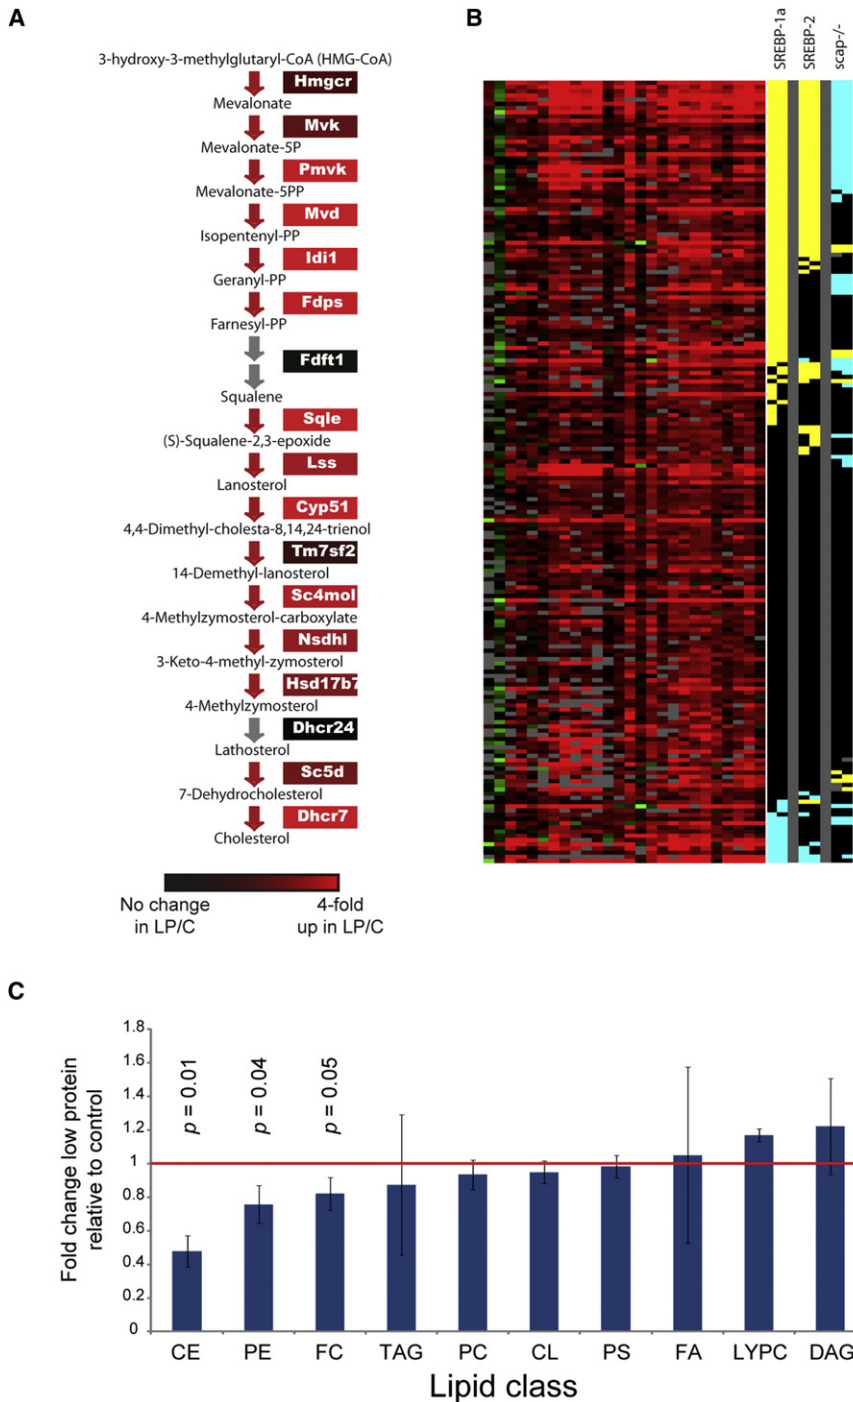 A
3-hydroxy-3-methylglutaryl-CoA (HMG-CoA)
Hmgcr
Mevalonate
Mvk
Mevalonate-5P
Pmvk
Mevalonate-5PP
Mvd
Isopentenyl-PP
Idi1
Geranyl-PP
Fdps
Farnesyl-PP
Fdft1
Squalene
Sqle
(S)-Squalene-2,3-epoxide
Lss
Lanosterol
Cyp51
4,4-Dimethyl-cholesta-8,14,24-trienol
Tm7sf2
14-Demethyl-lanosterol
Sc4mol
4-Methylzymosterol-carboxylate
Nsdhl
3-Keto-4-methyl-zymosterol
Hsd17b7
4-Methylzymosterol
Dhcr24
Lathosterol
Sc5d
7-Dehydrocholesterol
Dhcr7
Cholesterol
No change in LP/C
4-fold up in LP/C
B
SREBP-1a
SREBP-2
scap-/-
C
Fold change low protein
relative to control
1.8
1.6
1.4
1.2
1
0.8
0.6
0.4
0.2
0
p = 0.01
p = 0.04
p = 0.05
CE PE FC TAG PC CL PS FA LYPC DAG
Lipid class